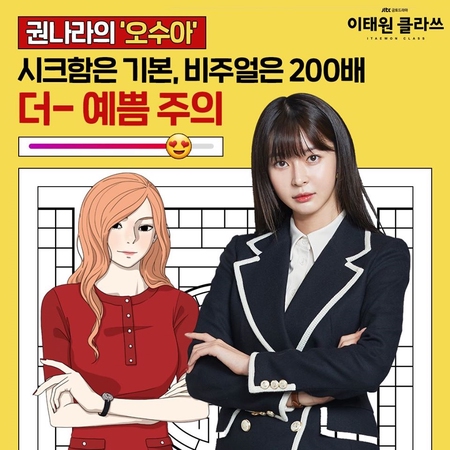 권나라의 '오수아'
jtbc 금토드라마
이태원 클라쓰
ITAEWON CLASS
시크함은 기본, 비주얼은 200배
더- 예쁨 주의